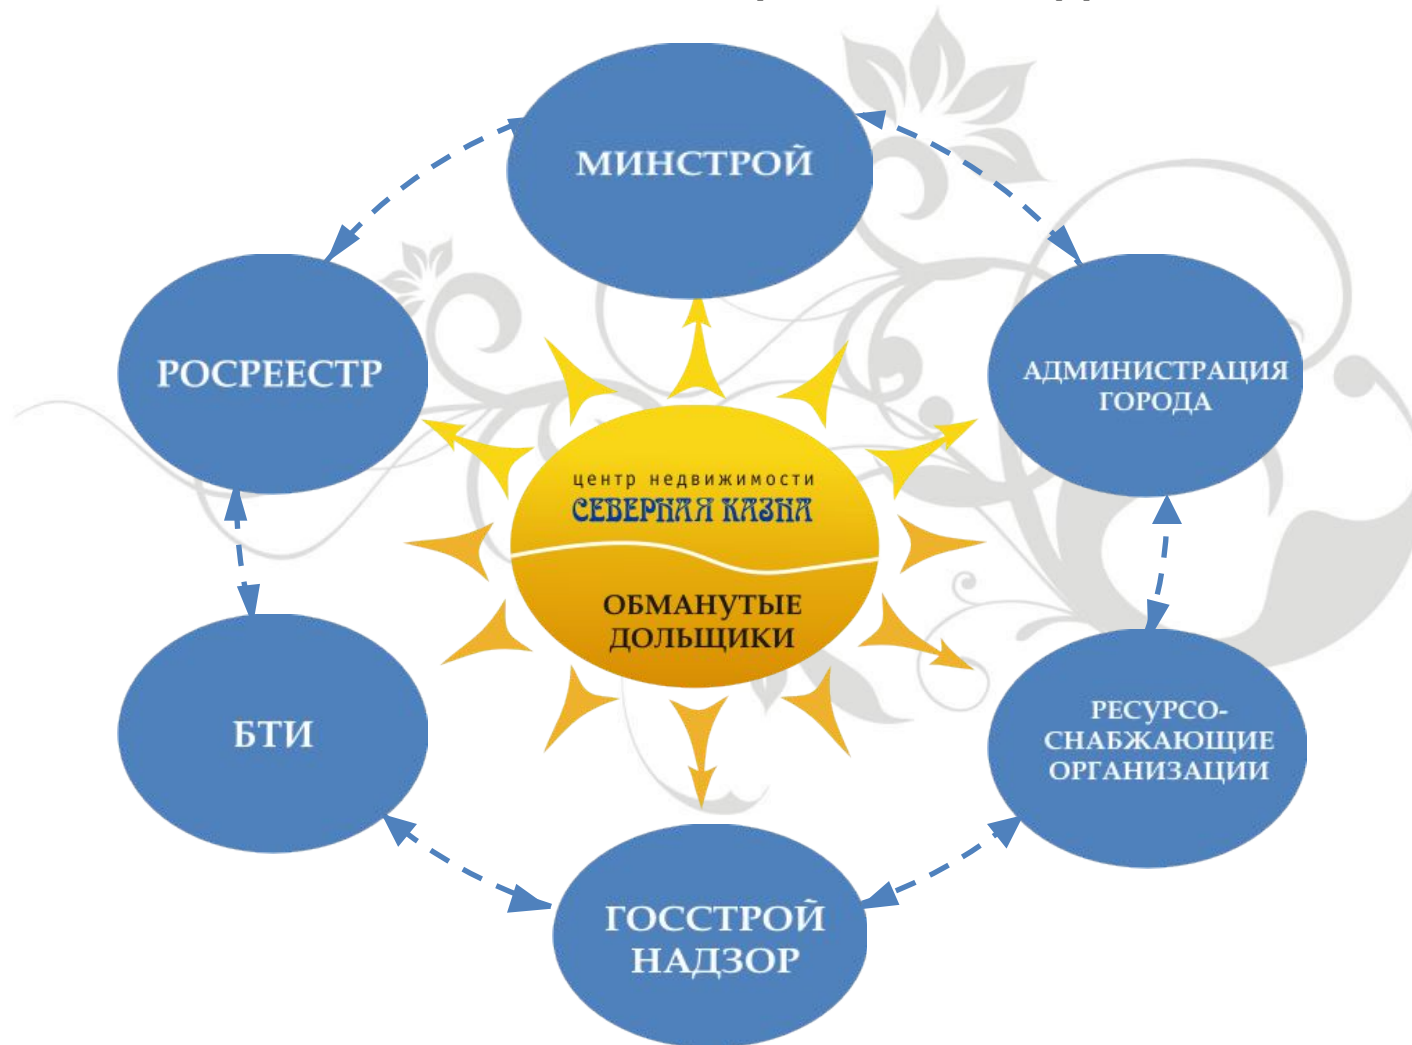 МИНСТРОЙ
РОСРЕЕСТР
АДМИНИСТРАЦИЯ
ГОРОДА
центр недвижимости
СЕВЕРНАЯ КАЗНА
ОБМАНУТЫЕ
ДОЛЬЩИКИ
БТИ
РЕСУРСО-
СНАБЖАЮЩИЕ
ОРГАНИЗАЦИИ
ГОССТРОЙ
НАДЗОР